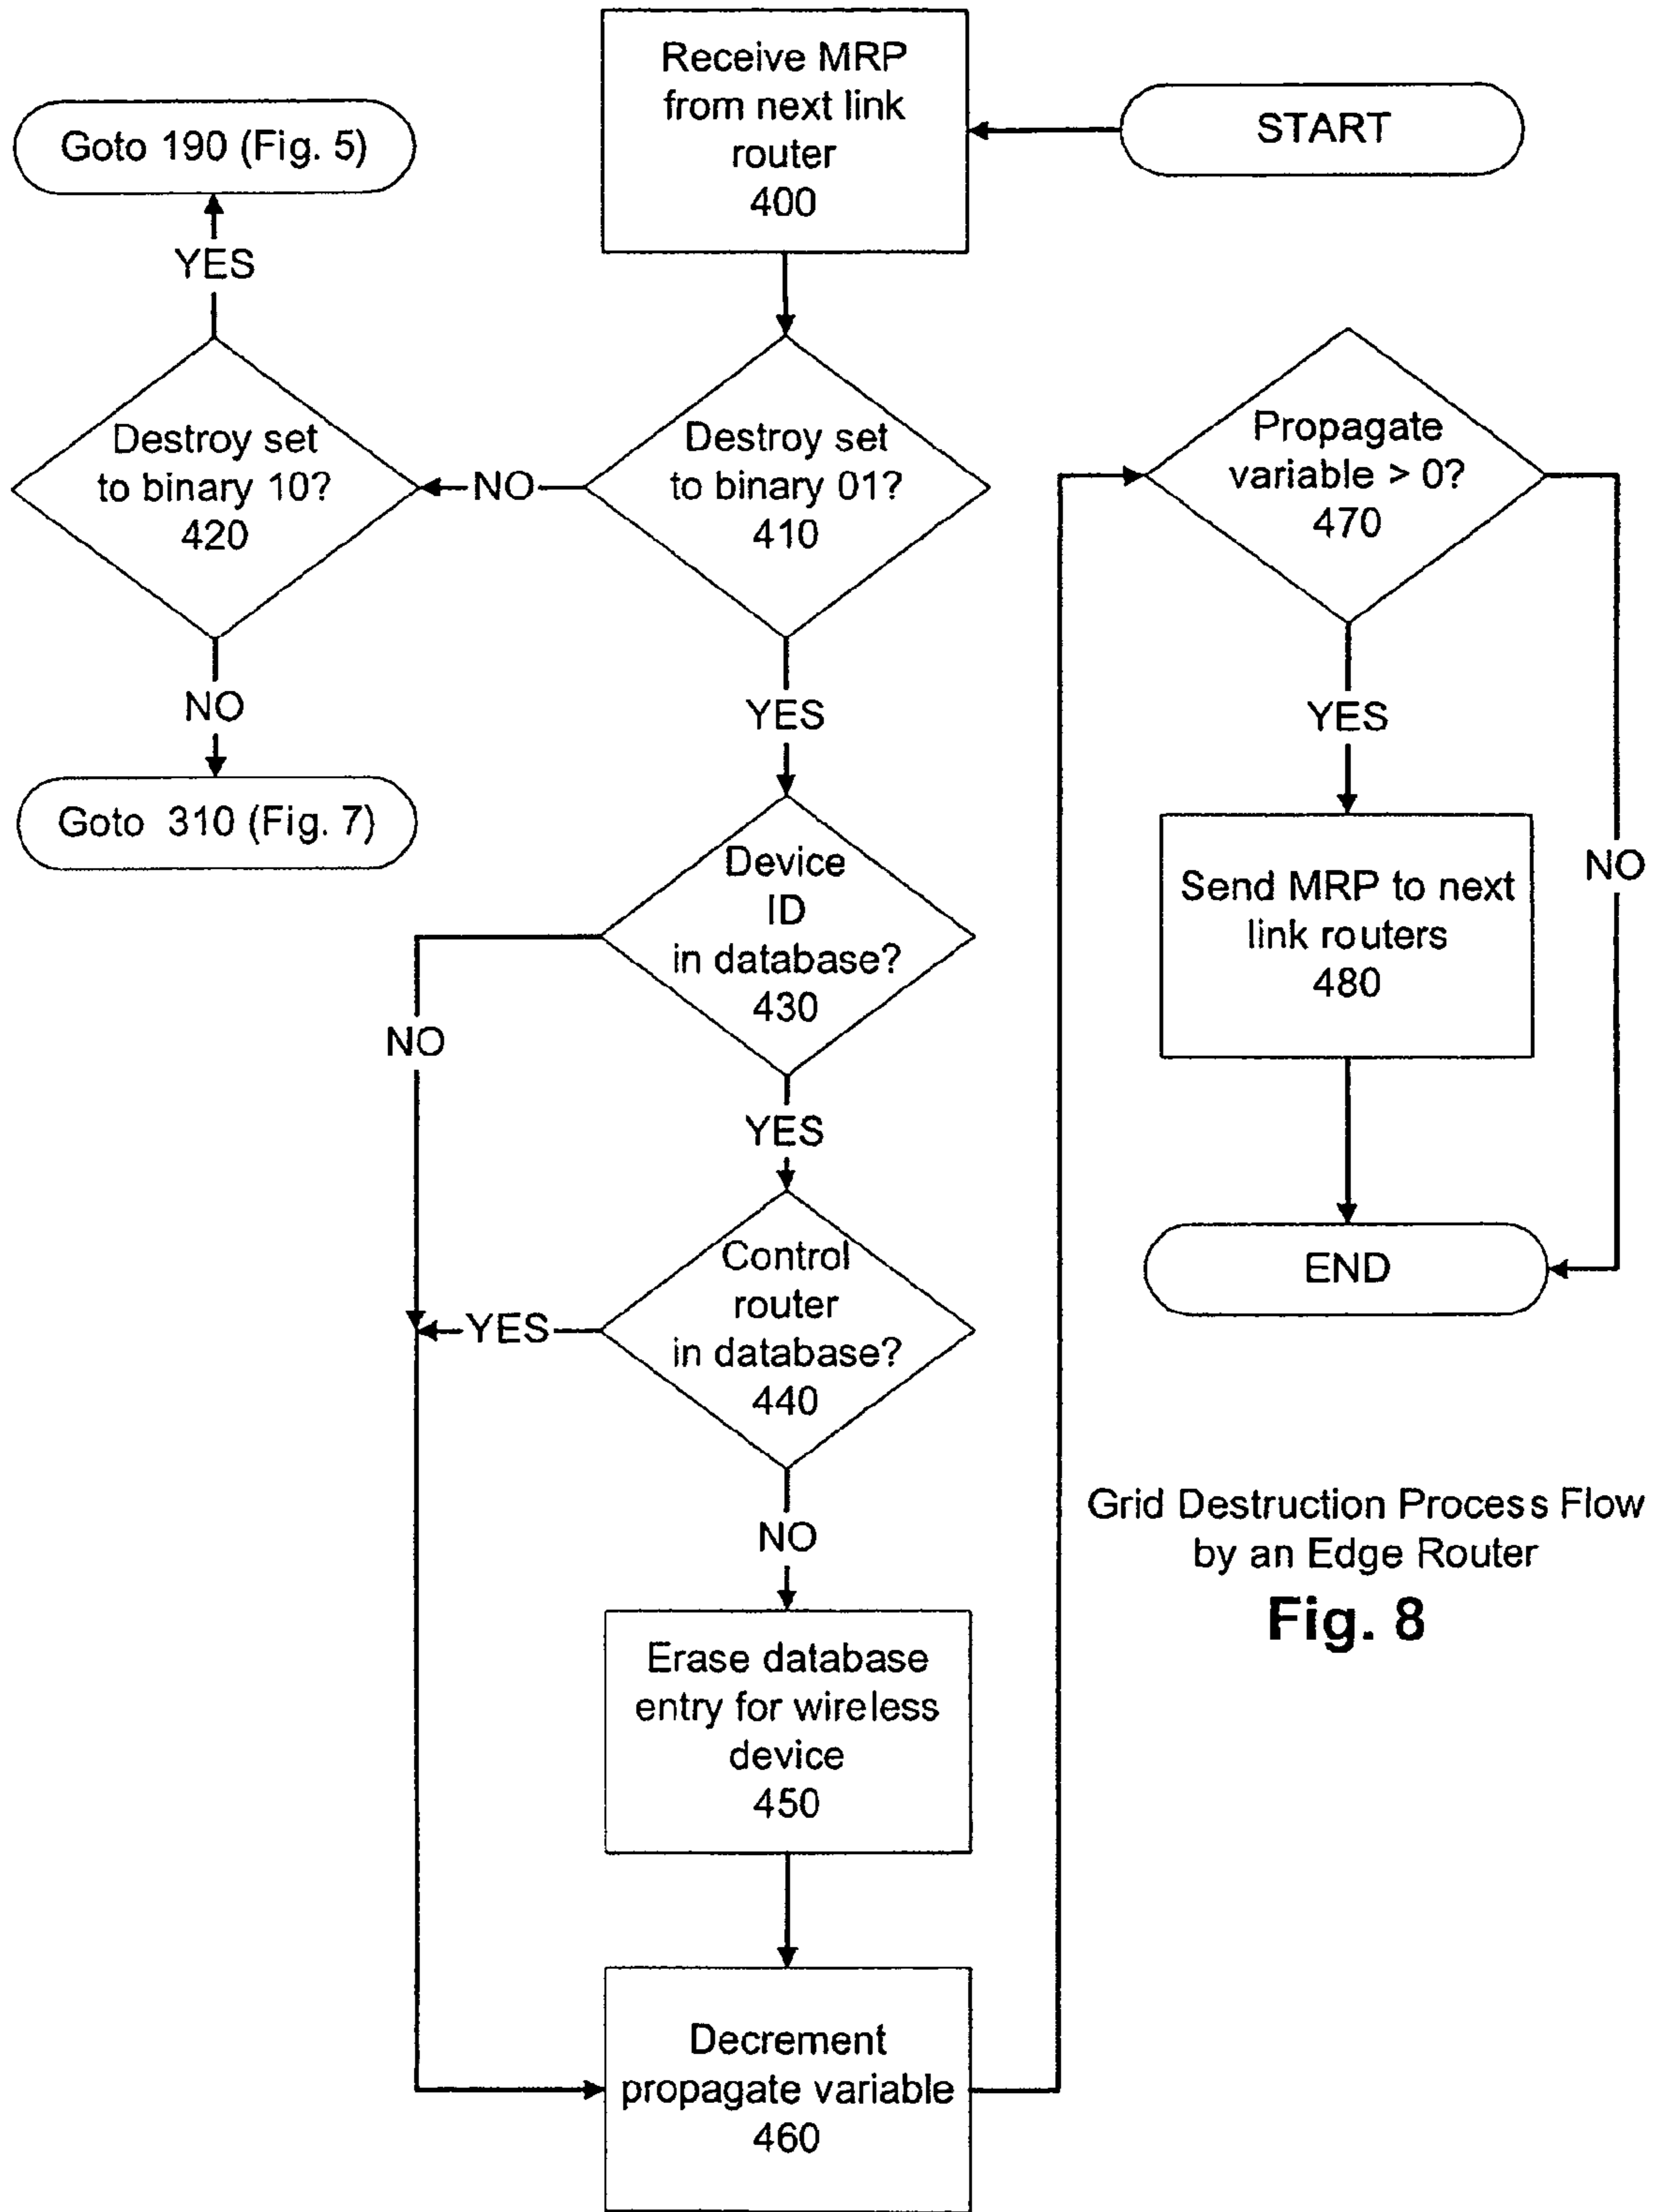 Receive MRP
from next link
router
400
START
Goto 190 (Fig. 5)
YES
Destroy set
to binary 10?
420
NO
Destroy set
to binary 01?
410
Propagate
variable > 0?
470
NO
YES
YES
Goto 310 (Fig. 7)
Device
ID
in database?
430
Send MRP to next
link routers
480
NO
NO
YES
Control
router
in database?
440
YES
END
NO
Grid Destruction Process Flow
by an Edge Router
Fig. 8
Erase database
entry for wireless
device
450
Decrement
propagate variable
460